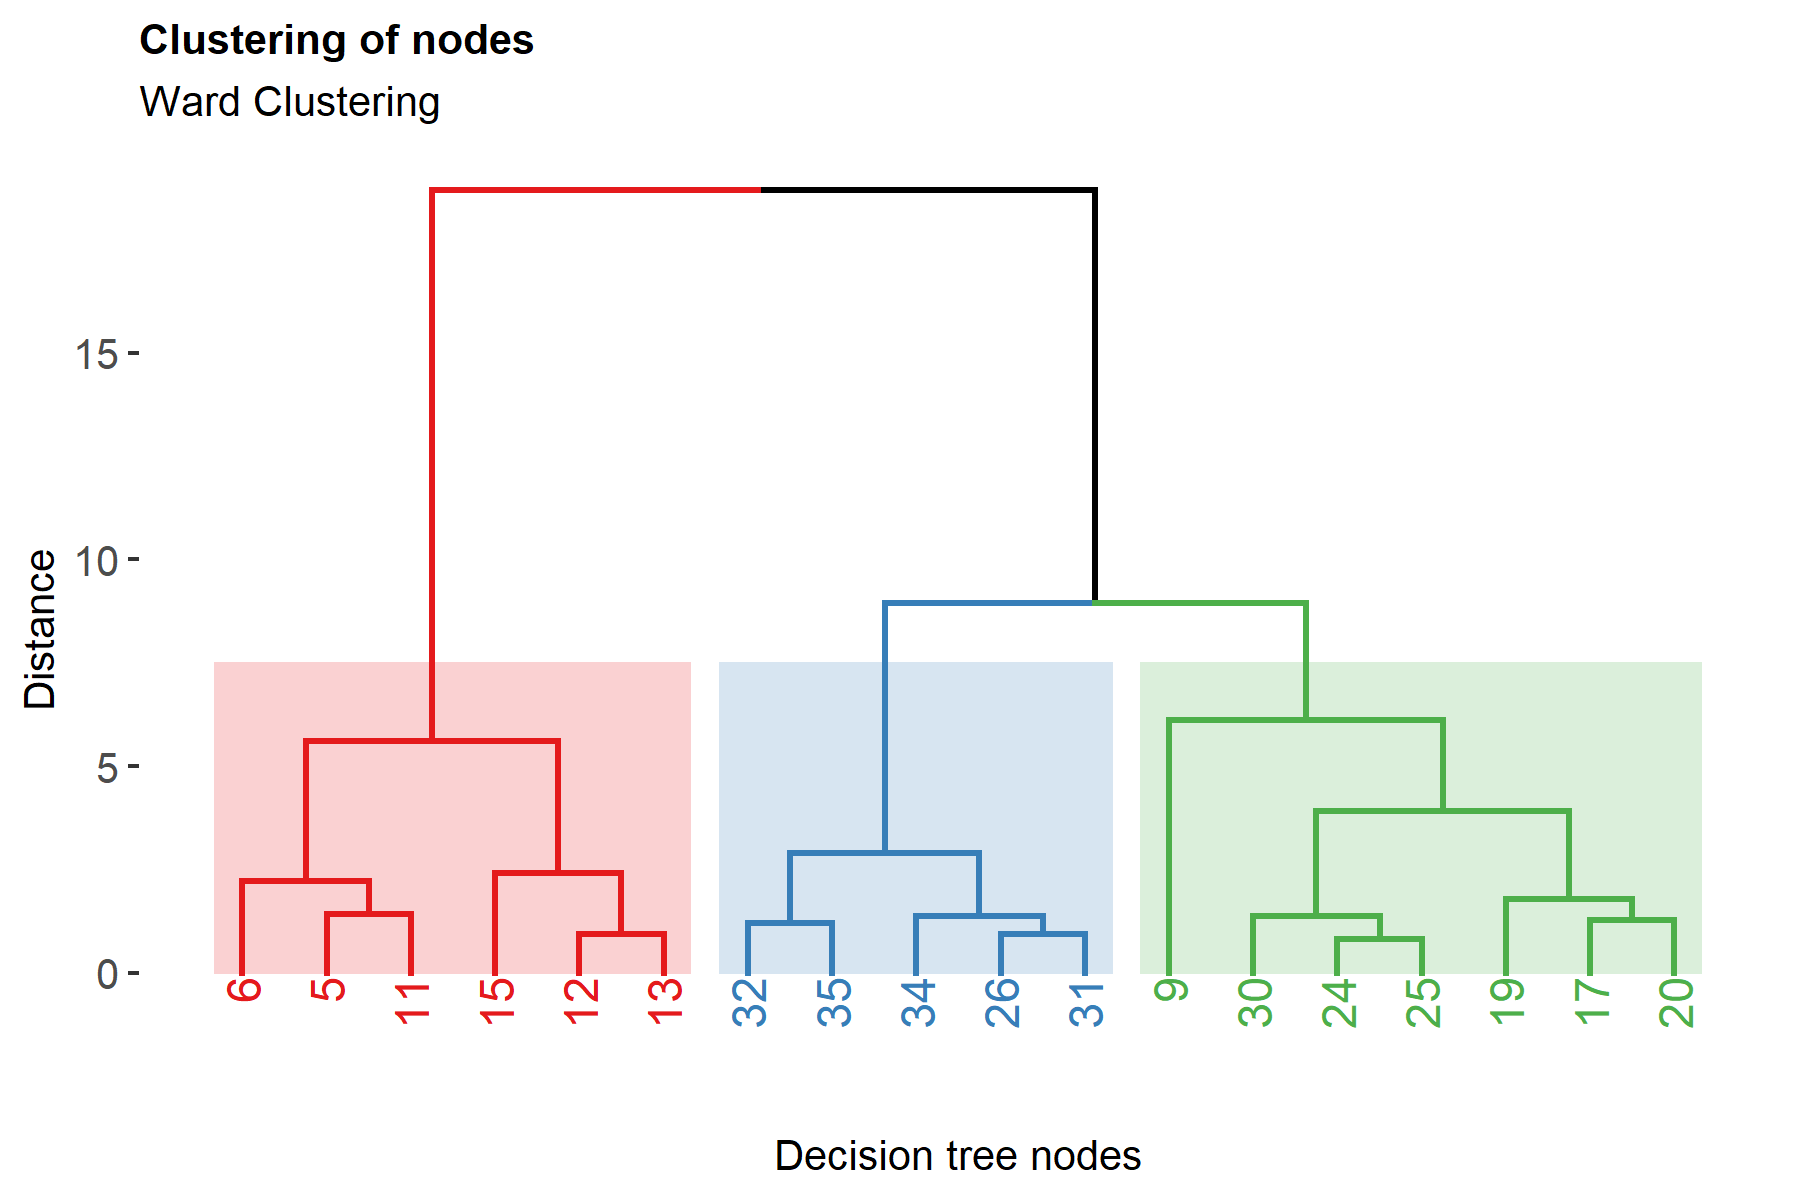 Clustering of nodes
Ward Clustering
Distance
15
10
5
0
6 5 11 15 12 13 32 35 34 26 31 9 30 24 25 19 17 20
Decision tree nodes